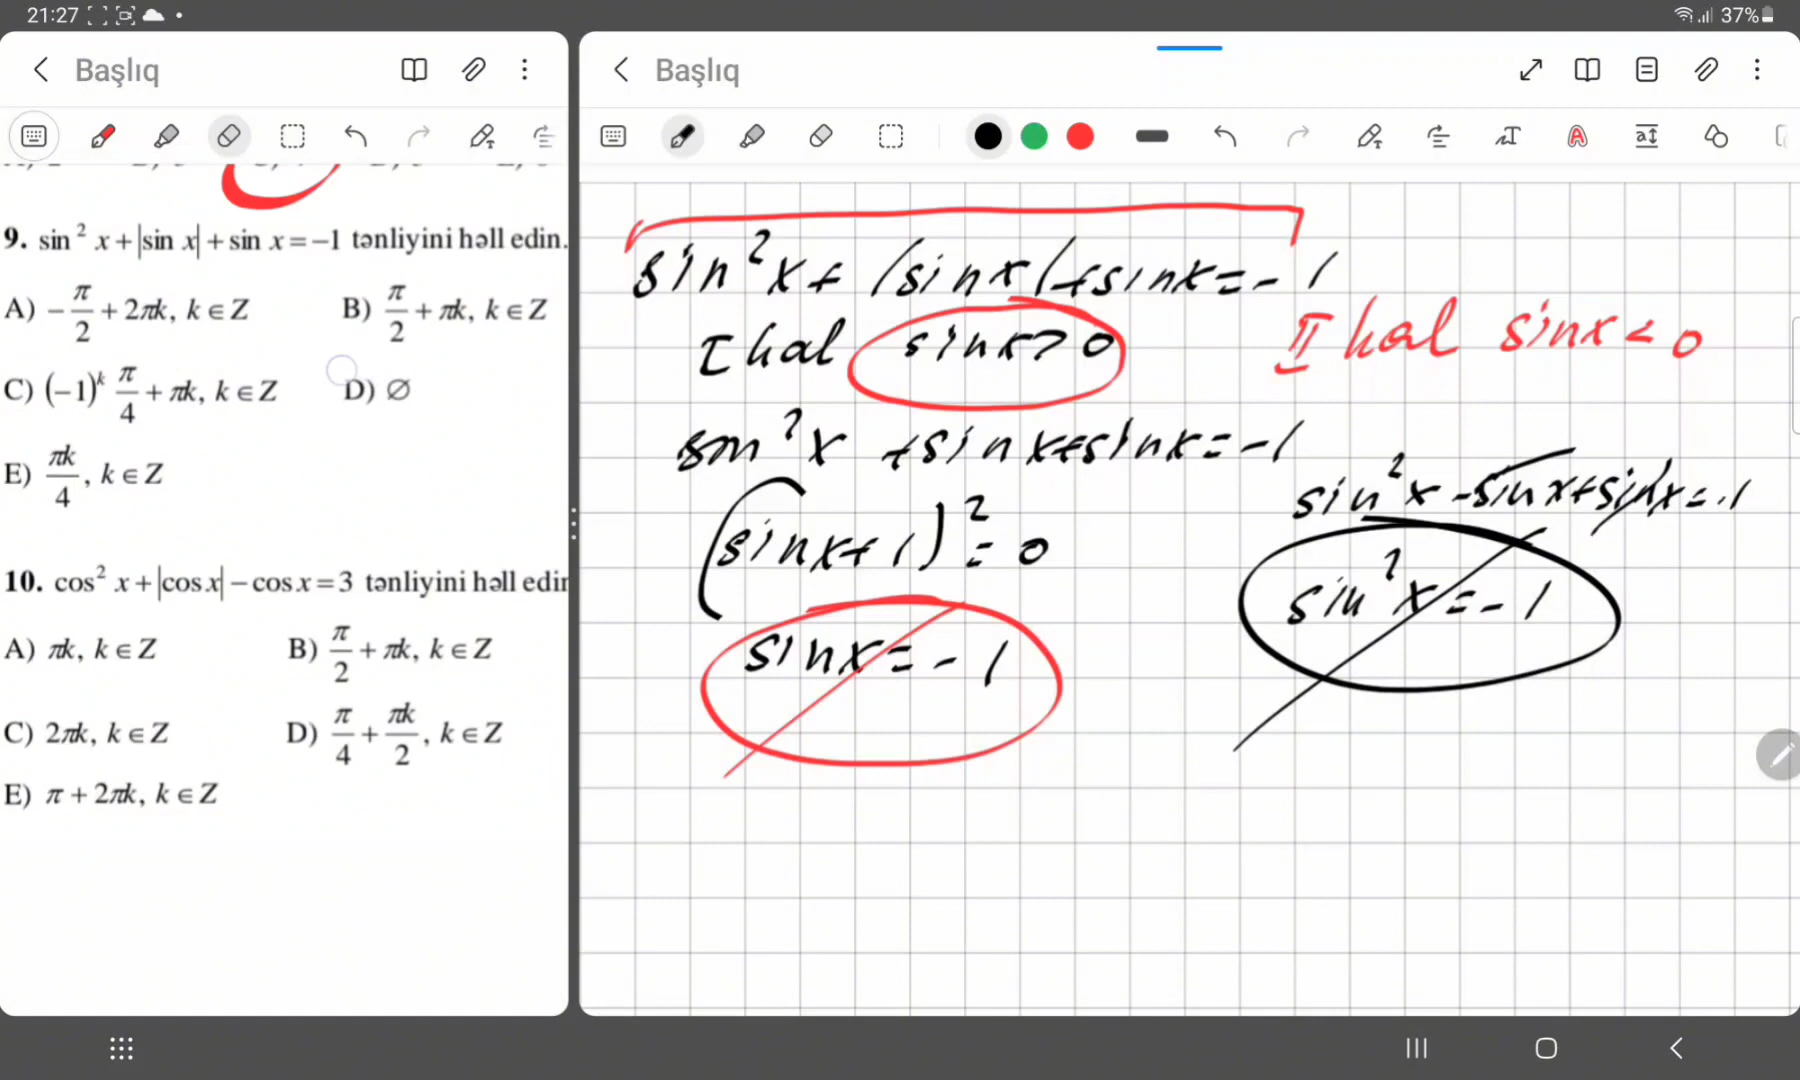 21:27
37%
Başlıq
Başlıq
9. sin² x + |sin x| + sin x = −1 tənliyini həll edin.
A) −π/2 + 2πk, k ∈ Z B) π/2 + πk, k ∈ Z
C) (−1)ᵏ π/4 + πk, k ∈ Z D) ∅
E) πk/4, k ∈ Z
10. cos² x + |cos x| − cos x = 3 tənliyini həll edin
A) πk, k ∈ Z B) π/2 + πk, k ∈ Z
C) 2πk, k ∈ Z D) π/4 + πk/2, k ∈ Z
E) π + 2πk, k ∈ Z
sin²x + |sinx| + sinx = −1
I hal sinx > 0
sin²x + sinx + sinx = −1
(sinx + 1)² = 0
sinx = −1
II hal sinx < 0
sin²x − sinx + sinx = −1
sin²x = −1